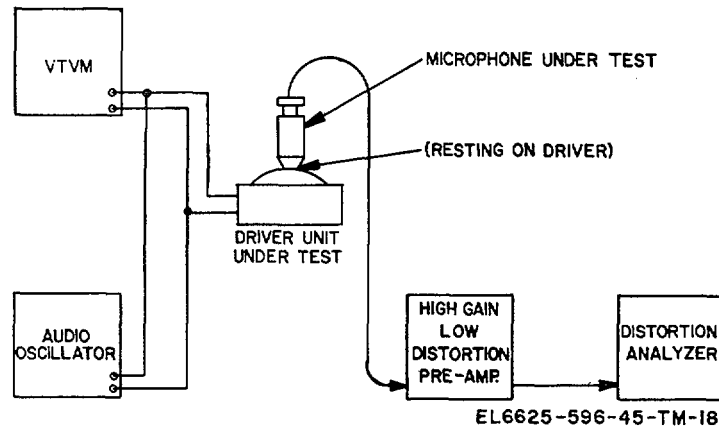 VTVM
MICROPHONE UNDER TEST
(RESTING ON DRIVER)
DRIVER UNIT
UNDER TEST
AUDIO
OSCILLATOR
HIGH GAIN
LOW
DISTORTION
PRE-AMP.
DISTORTION
ANALYZER
EL6625-596-45-TM-18